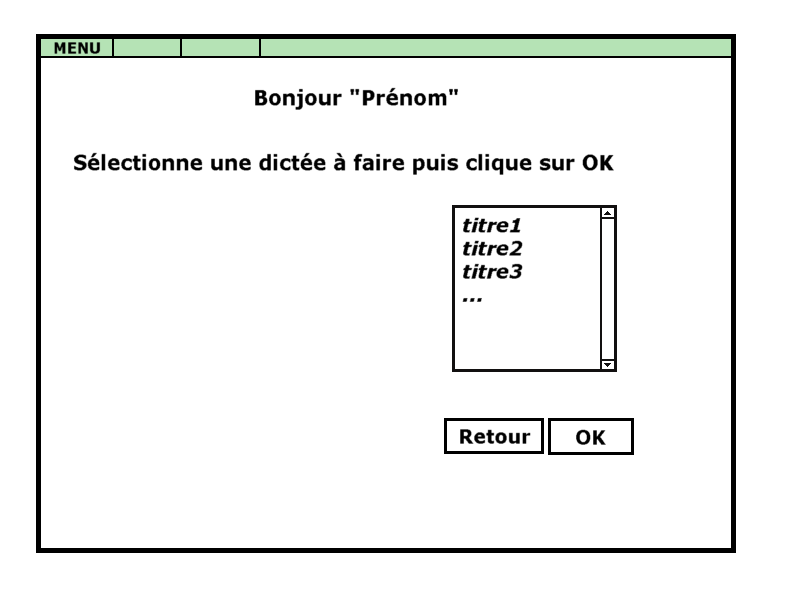 MENU
Bonjour "Prénom"
Sélectionne une dictée à faire puis clique sur OK
titre1
titre2
titre3
...
Retour OK